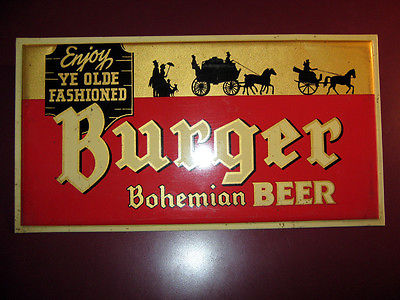 Enjoy
YE OLDE
FASHIONED
Burger
Bohemian BEER